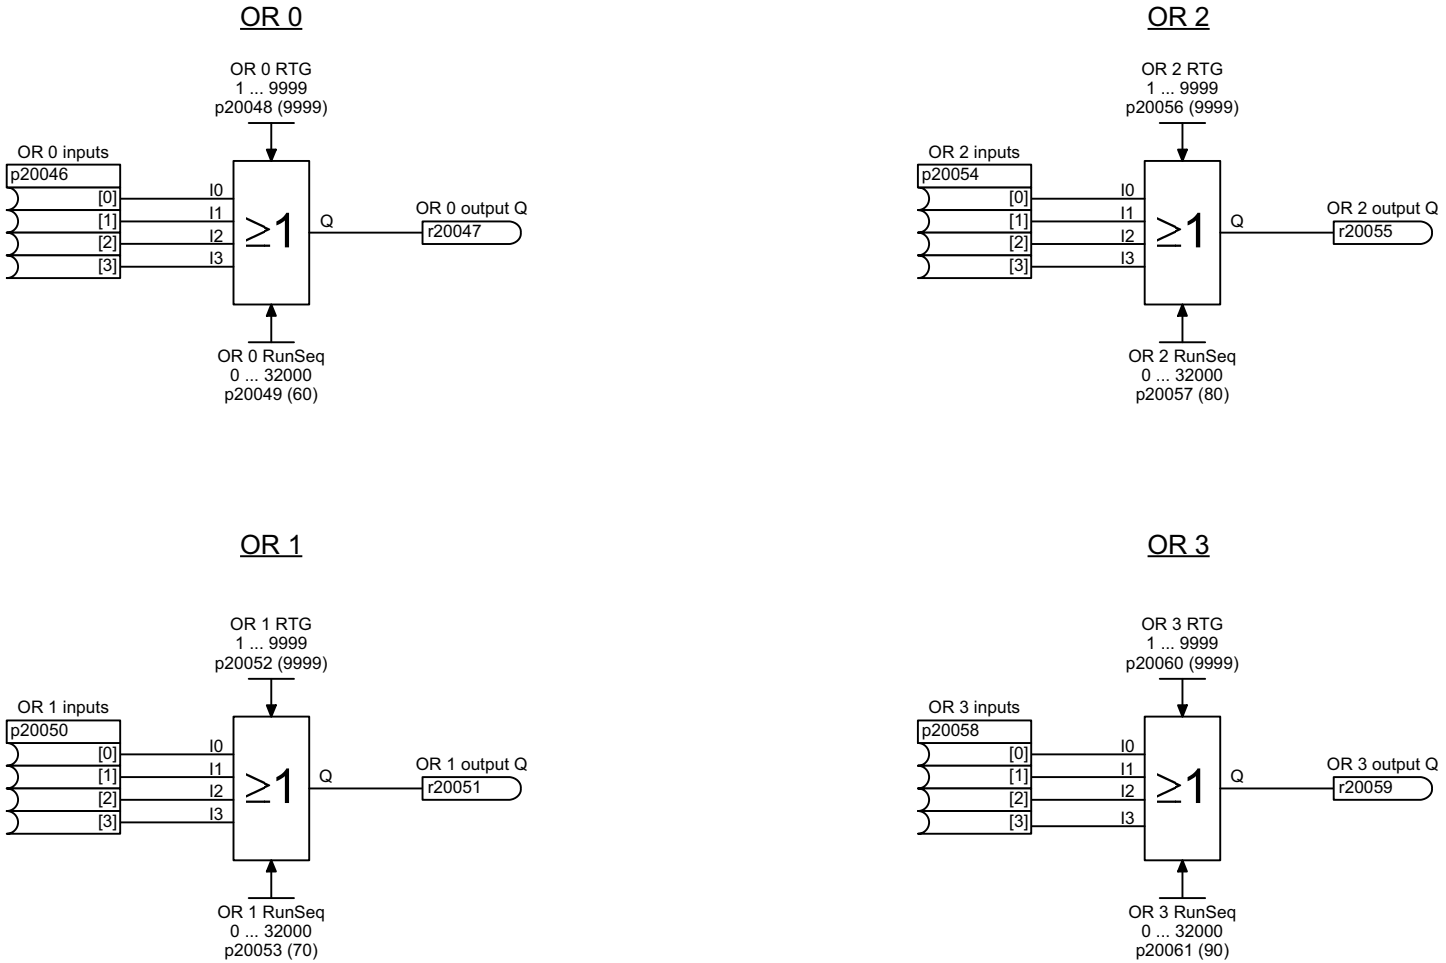 OR 0
OR 0 RTG
1 ... 9999
p20048 (9999)
OR 0 inputs
p20046
[0]
[1]
[2]
[3]
I0
I1
I2
I3
≥1
Q
OR 0 output Q
r20047
OR 0 RunSeq
0 ... 32000
p20049 (60)
OR 2
OR 2 RTG
1 ... 9999
p20056 (9999)
OR 2 inputs
p20054
[0]
[1]
[2]
[3]
I0
I1
I2
I3
≥1
Q
OR 2 output Q
r20055
OR 2 RunSeq
0 ... 32000
p20057 (80)
OR 1
OR 1 RTG
1 ... 9999
p20052 (9999)
OR 1 inputs
p20050
[0]
[1]
[2]
[3]
I0
I1
I2
I3
≥1
Q
OR 1 output Q
r20051
OR 1 RunSeq
0 ... 32000
p20053 (70)
OR 3
OR 3 RTG
1 ... 9999
p20060 (9999)
OR 3 inputs
p20058
[0]
[1]
[2]
[3]
I0
I1
I2
I3
≥1
Q
OR 3 output Q
r20059
OR 3 RunSeq
0 ... 32000
p20061 (90)